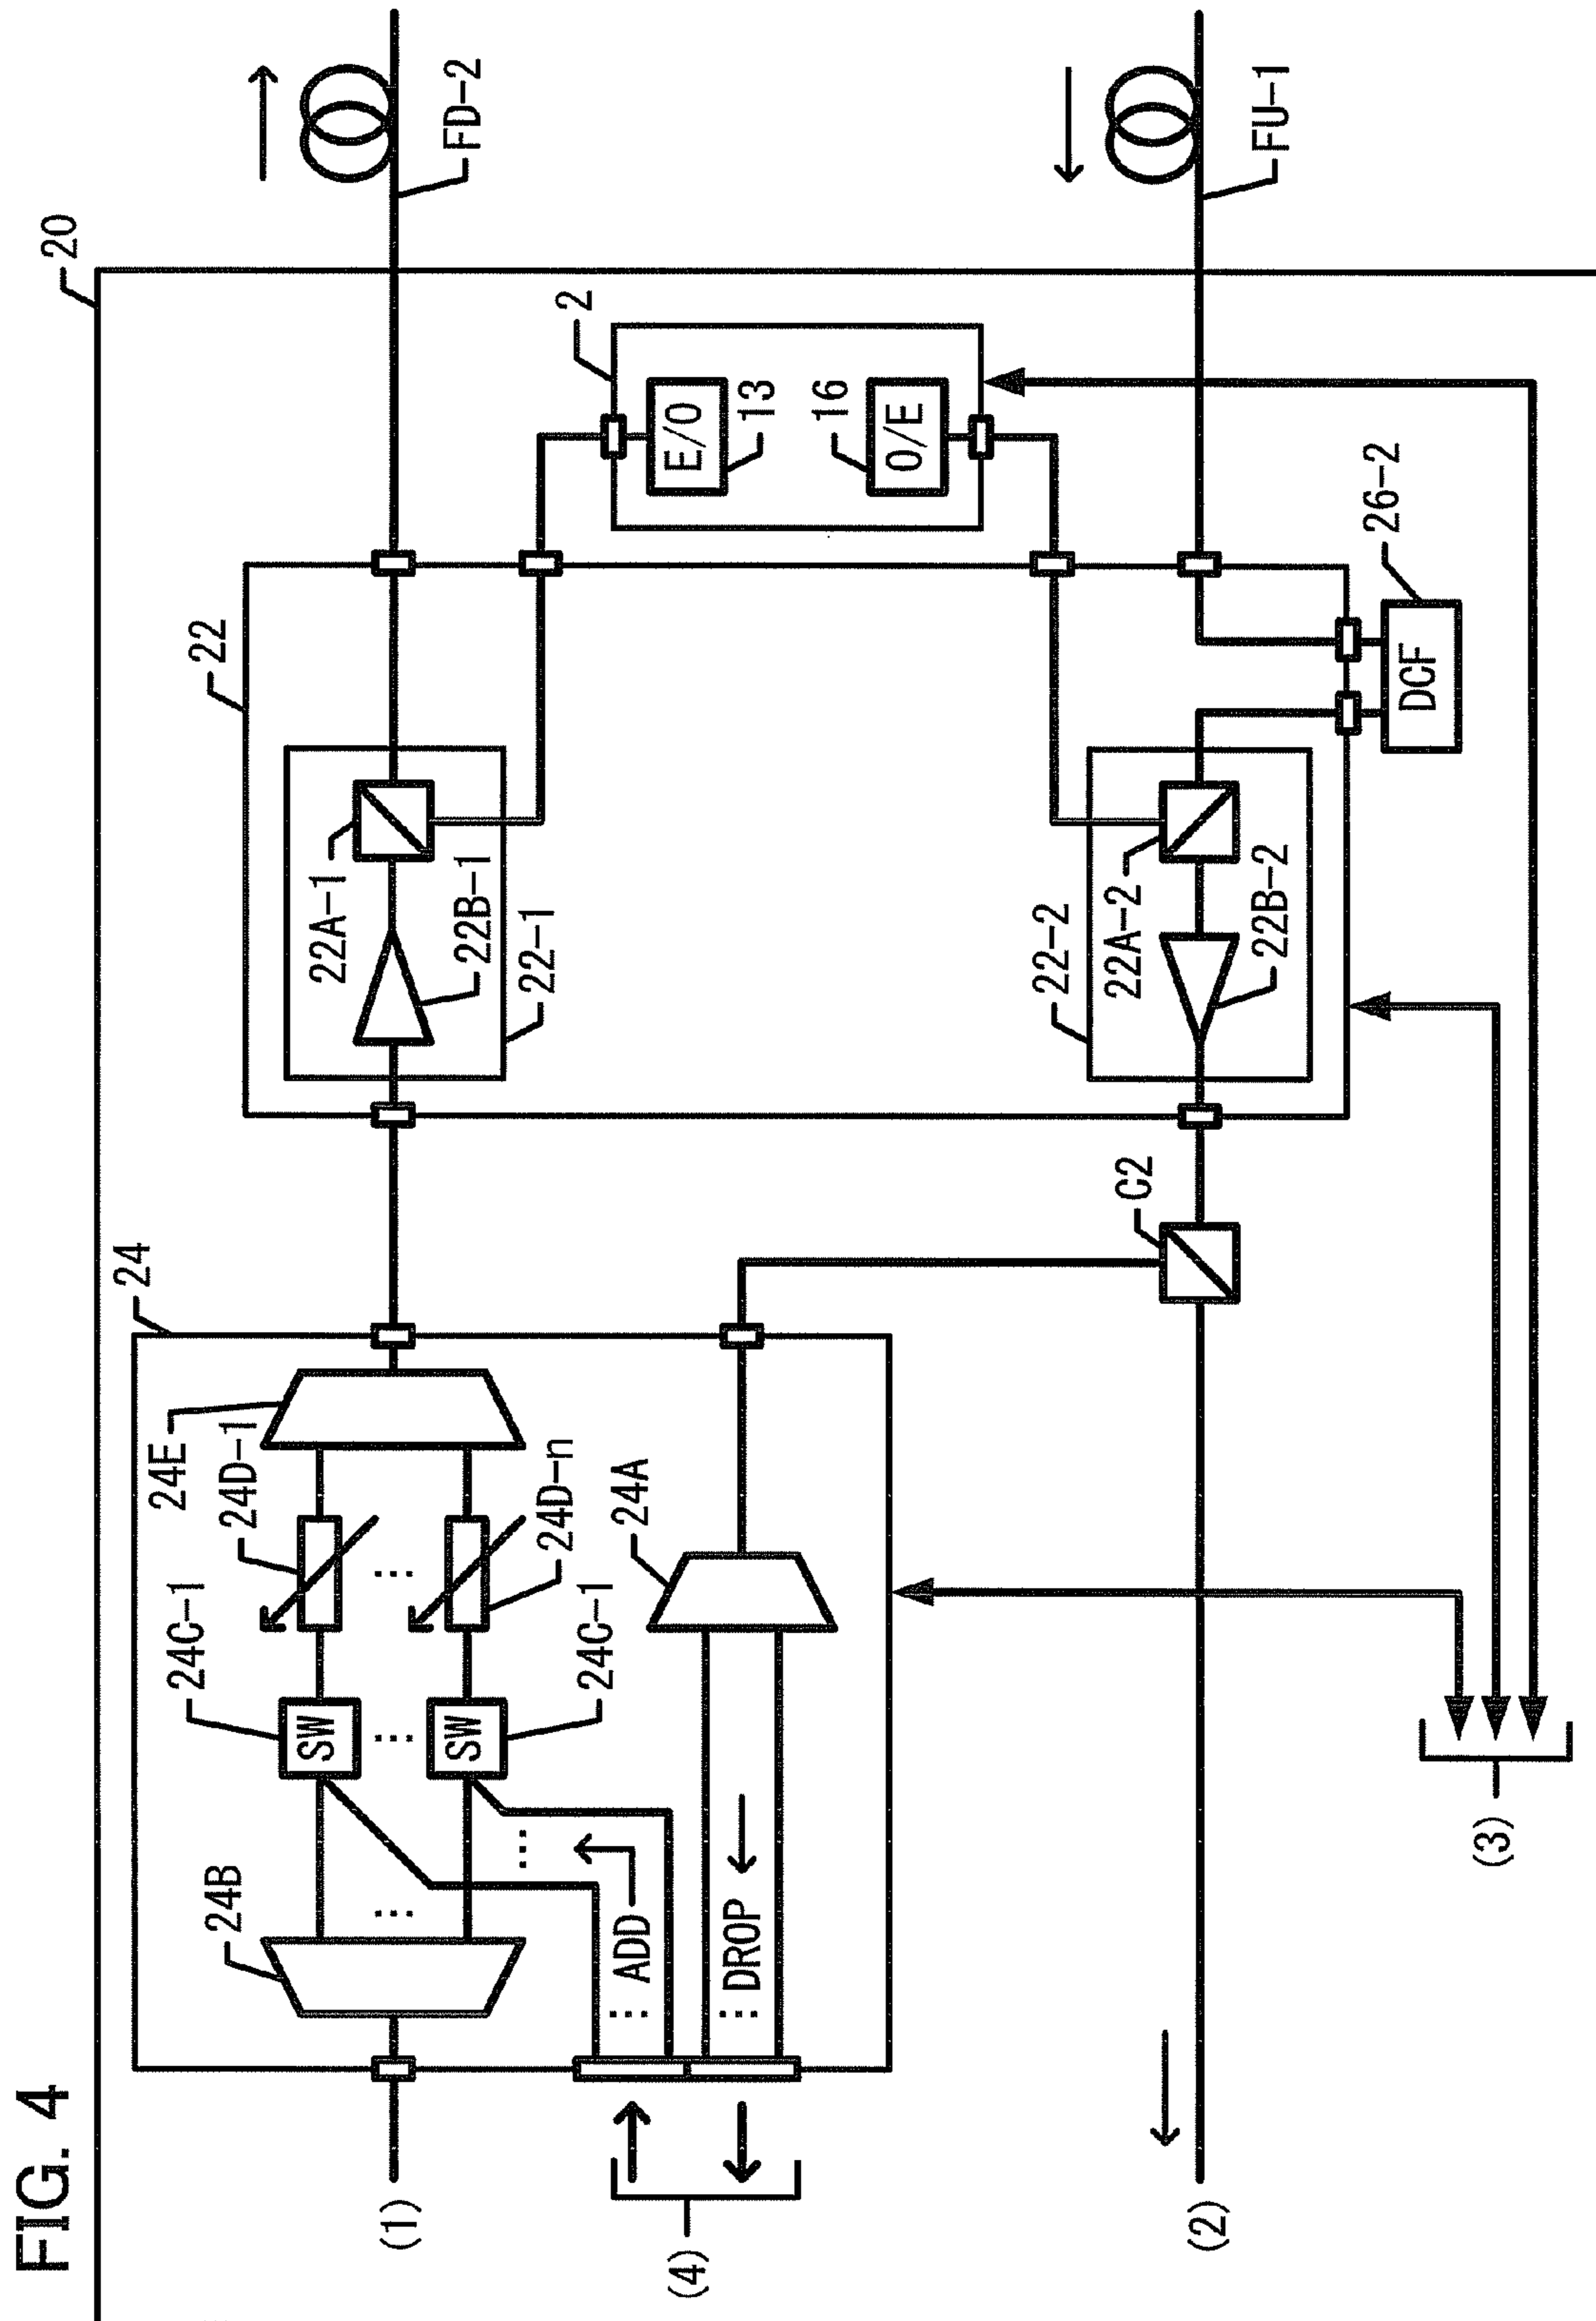 FIG. 4
20
24
22
24E
24D-1
24C-1
24B
22A-1
22B-1
22-1
FD-2
SW
SW
24D-n
24C-1
24A
ADD
DROP
2
E/O
13
16
O/E
22-2
22A-2
22B-2
C2
FU-1
26-2
DCF
(1)
(4)
(2)
(3)